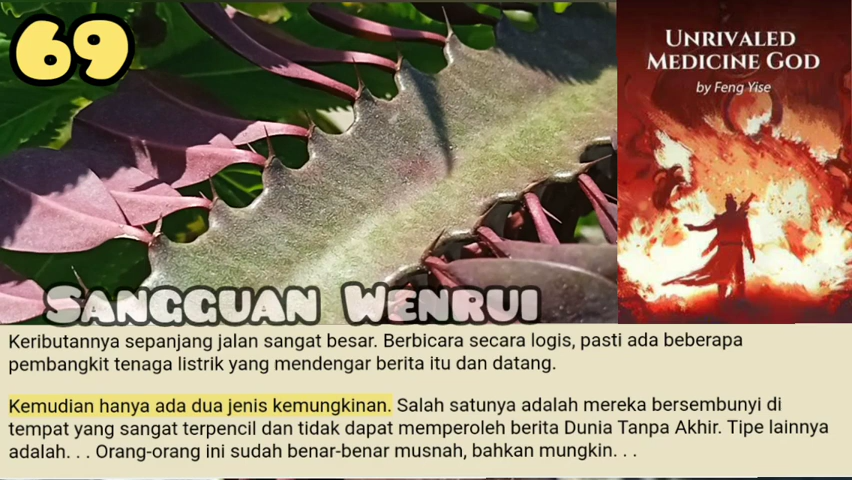 69
UNRIVALED
MEDICINE GOD
by Feng Yise
SANGGUAN WENRUI
Keributannya sepanjang jalan sangat besar. Berbicara secara logis, pasti ada beberapa
pembangkit tenaga listrik yang mendengar berita itu dan datang.
Kemudian hanya ada dua jenis kemungkinan. Salah satunya adalah mereka bersembunyi di
tempat yang sangat terpencil dan tidak dapat memperoleh berita Dunia Tanpa Akhir. Tipe lainnya
adalah. . . Orang-orang ini sudah benar-benar musnah, bahkan mungkin. . .